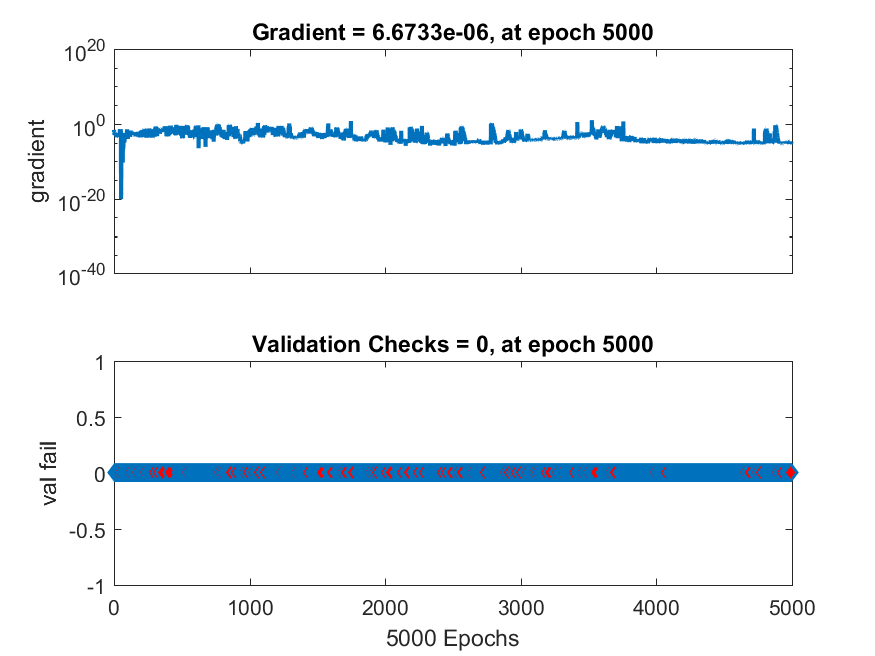 Gradient = 6.6733e-06, at epoch 5000
10^20
10^0
10^-20
10^-40
gradient
Validation Checks = 0, at epoch 5000
1
0.5
0
-0.5
-1
val fail
0 1000 2000 3000 4000 5000
5000 Epochs